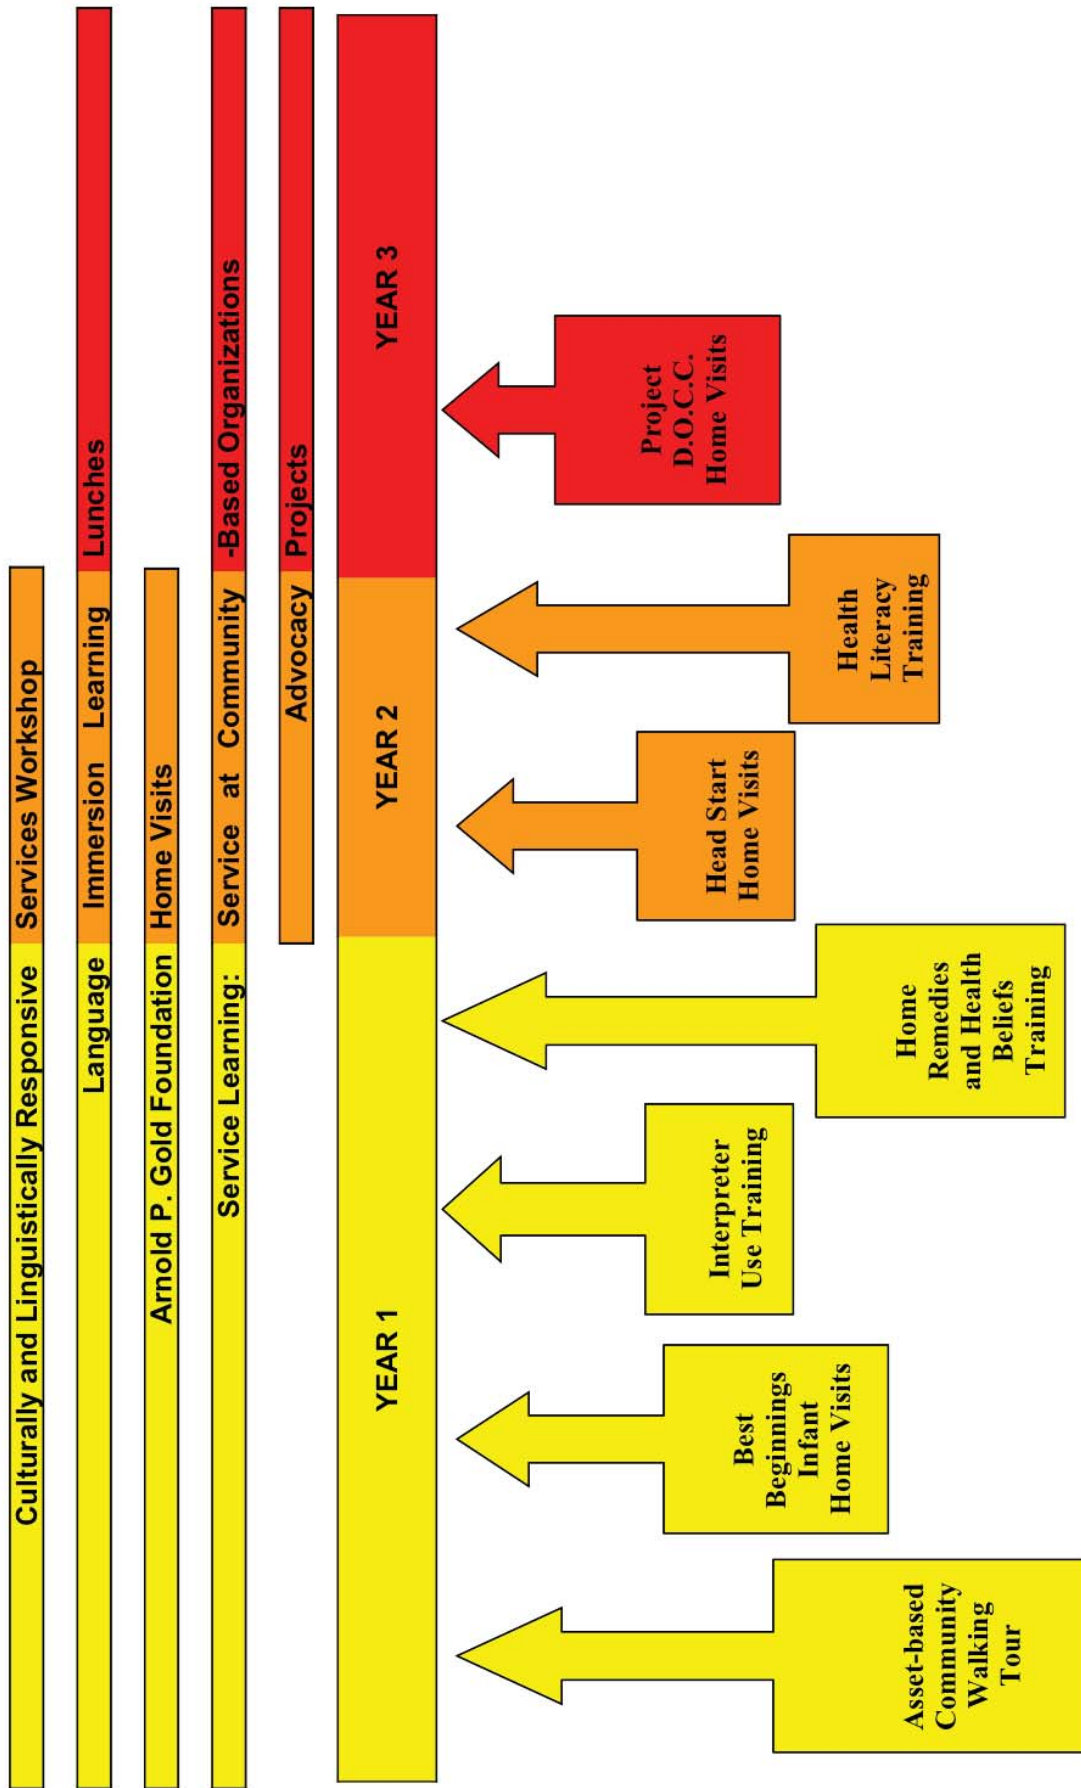 Culturally and Linguistically Responsive Services Workshop
Language Immersion Learning Lunches
Arnold P. Gold Foundation Home Visits
Service Learning: Service at Community -Based Organizations
Advocacy Projects
YEAR 1
YEAR 2
YEAR 3
Asset-based
Community
Walking
Tour
Best
Beginnings
Infant
Home Visits
Interpreter
Use Training
Home
Remedies
and Health
Beliefs
Training
Head Start
Home Visits
Health
Literacy
Training
Project
D.O.C.C.
Home Visits